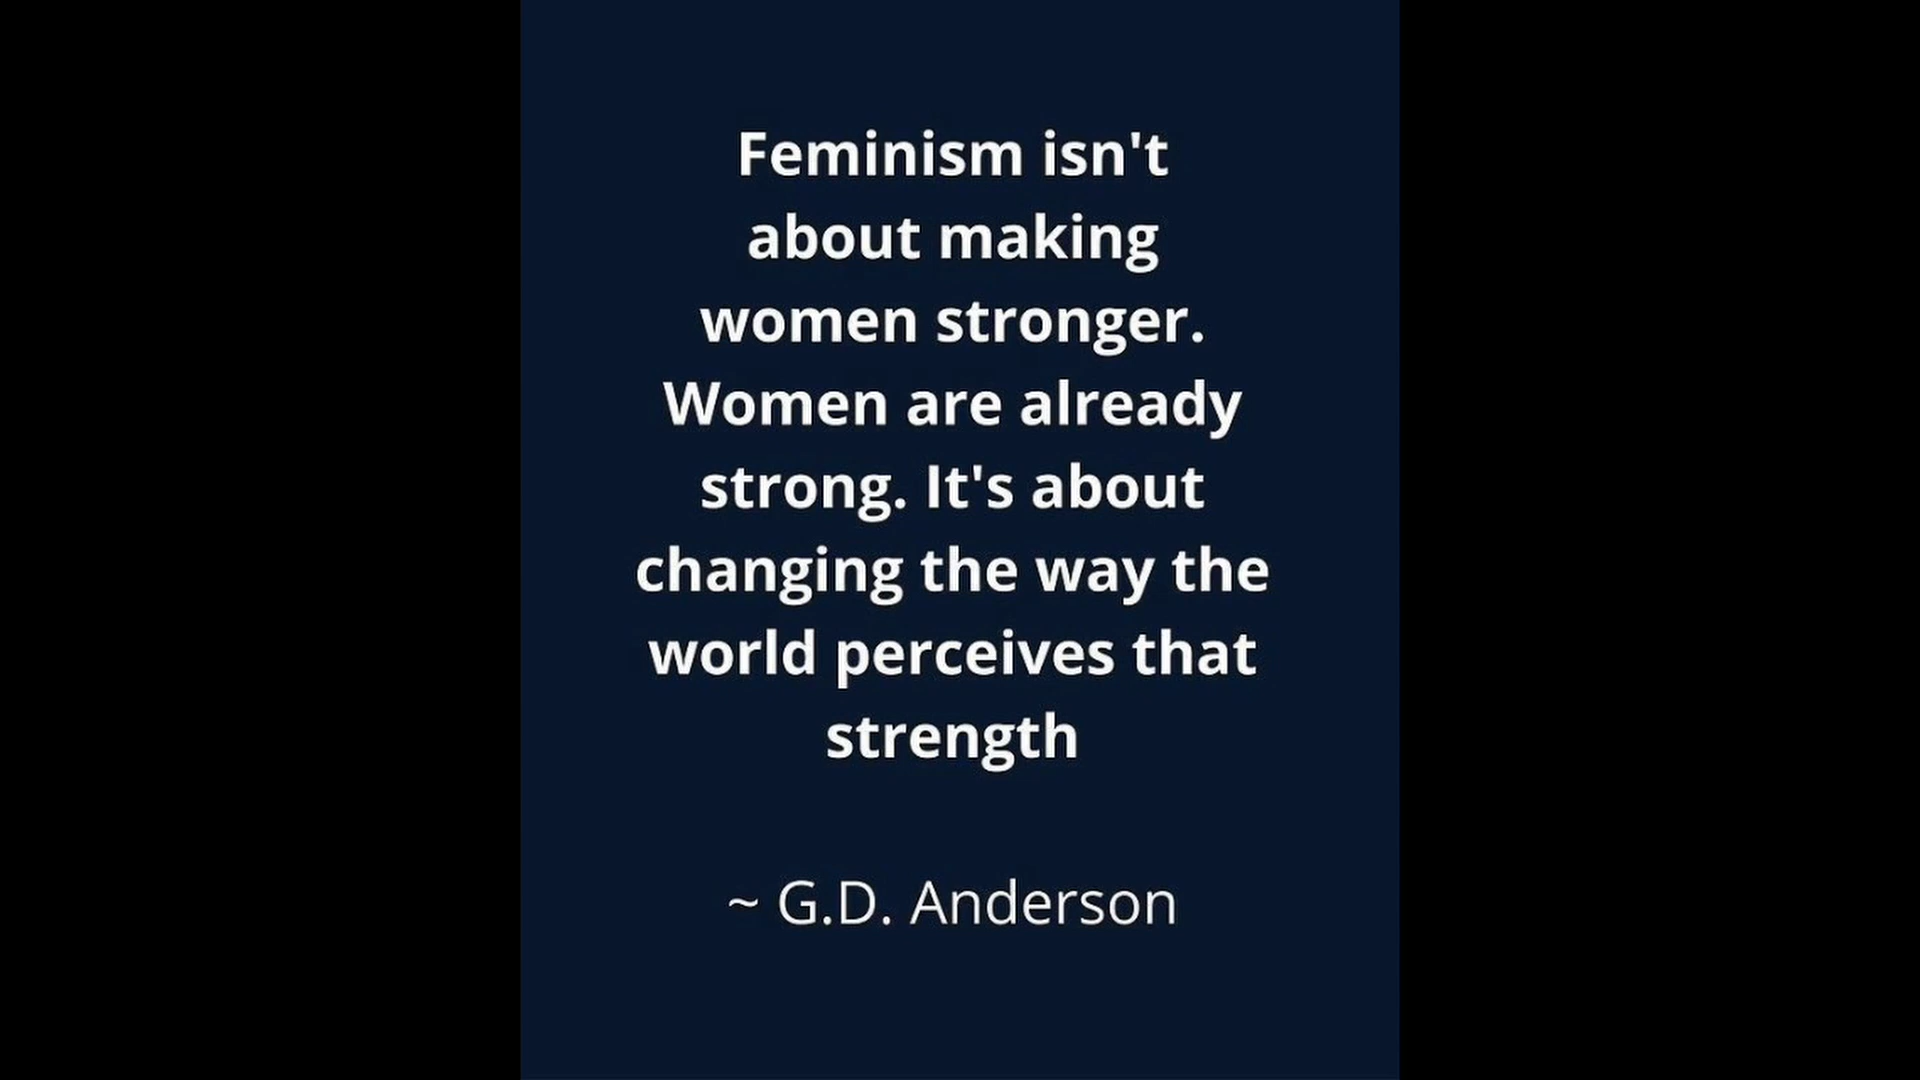 Feminism isn't
about making
women stronger.
Women are already
strong. It's about
changing the way the
world perceives that
strength
~ G.D. Anderson